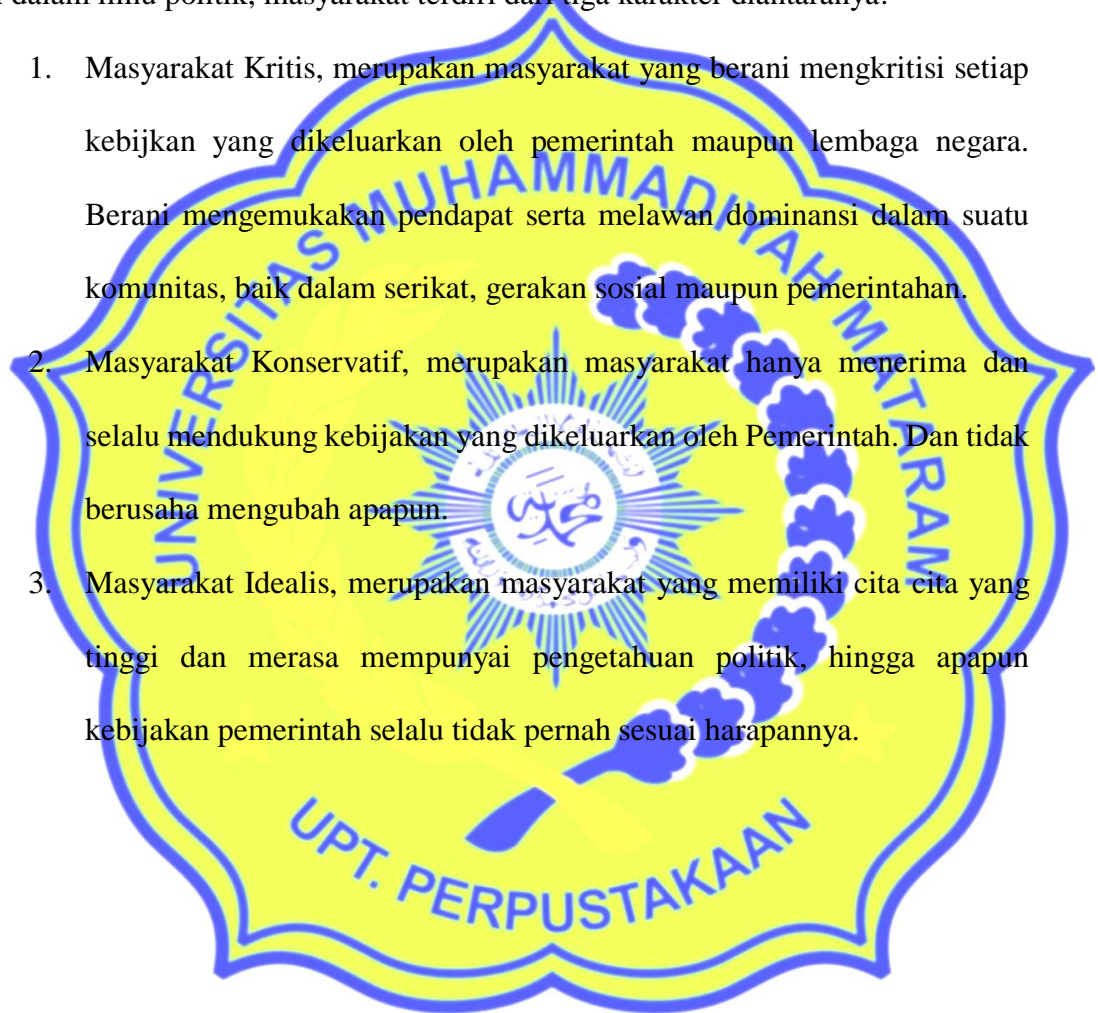 dalam ilmu politik, masyarakat terdiri dari tiga karakter diantaranya:
1. Masyarakat Kritis, merupakan masyarakat yang berani mengkritisi setiap
kebijkan yang dikeluarkan oleh pemerintah maupun lembaga negara.
Berani mengemukakan pendapat serta melawan dominansi dalam suatu
komunitas, baik dalam serikat, gerakan sosial maupun pemerintahan.
2. Masyarakat Konservatif, merupakan masyarakat hanya menerima dan
selalu mendukung kebijakan yang dikeluarkan oleh Pemerintah. Dan tidak
berusaha mengubah apapun.
3. Masyarakat Idealis, merupakan masyarakat yang memiliki cita cita yang
tinggi dan merasa mempunyai pengetahuan politik, hingga apapun
kebijakan pemerintah selalu tidak pernah sesuai harapannya.
UNIVERSITAS MUHAMMADIYAH MATARAM
محمد
UPT. PERPUSTAKAAN